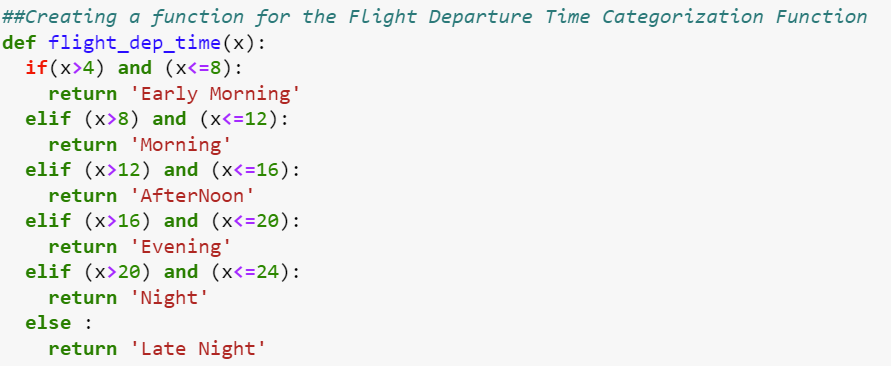 ##Creating a function for the Flight Departure Time Categorization Function
def flight_dep_time(x):
  if(x>4) and (x<=8):
    return 'Early Morning'
  elif (x>8) and (x<=12):
    return 'Morning'
  elif (x>12) and (x<=16):
    return 'AfterNoon'
  elif (x>16) and (x<=20):
    return 'Evening'
  elif (x>20) and (x<=24):
    return 'Night'
  else :
    return 'Late Night'